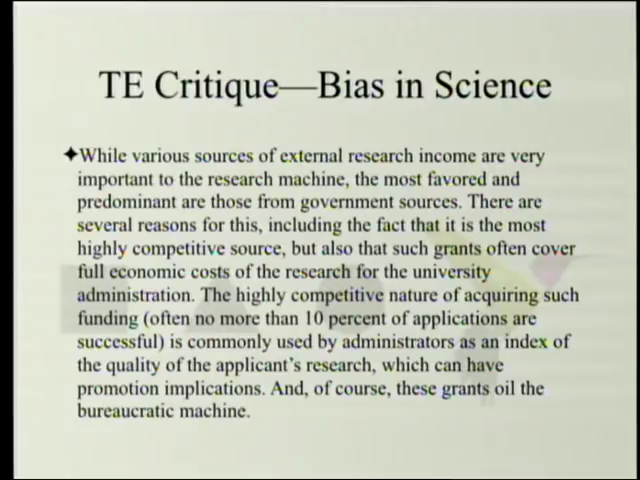 TE Critique—Bias in Science
✦While various sources of external research income are very
important to the research machine, the most favored and
predominant are those from government sources. There are
several reasons for this, including the fact that it is the most
highly competitive source, but also that such grants often cover
full economic costs of the research for the university
administration. The highly competitive nature of acquiring such
funding (often no more than 10 percent of applications are
successful) is commonly used by administrators as an index of
the quality of the applicant's research, which can have
promotion implications. And, of course, these grants oil the
bureaucratic machine.